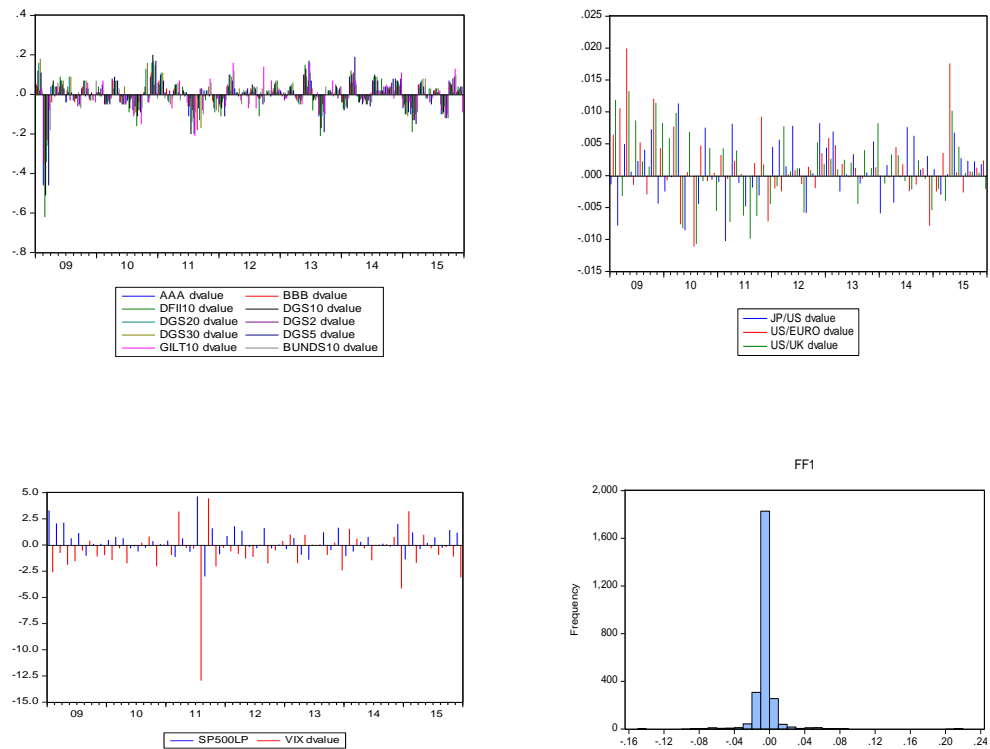 .4
.2
.0
-.2
-.4
-.6
-.8
09 10 11 12 13 14 15
AAA dvalue BBB dvalue
DFII10 dvalue DGS10 dvalue
DGS20 dvalue DGS2 dvalue
DGS30 dvalue DGS5 dvalue
GILT10 dvalue BUNDS10 dvalue
.025
.020
.015
.010
.005
.000
-.005
-.010
-.015
09 10 11 12 13 14 15
JP/US dvalue
US/EURO dvalue
US/UK dvalue
5.0
2.5
0.0
-2.5
-5.0
-7.5
-10.0
-12.5
-15.0
09 10 11 12 13 14 15
SP500LP VIX dvalue
FF1
2,000
1,600
1,200
800
400
0
Frequency
-.16 -.12 -.08 -.04 .00 .04 .08 .12 .16 .20 .24